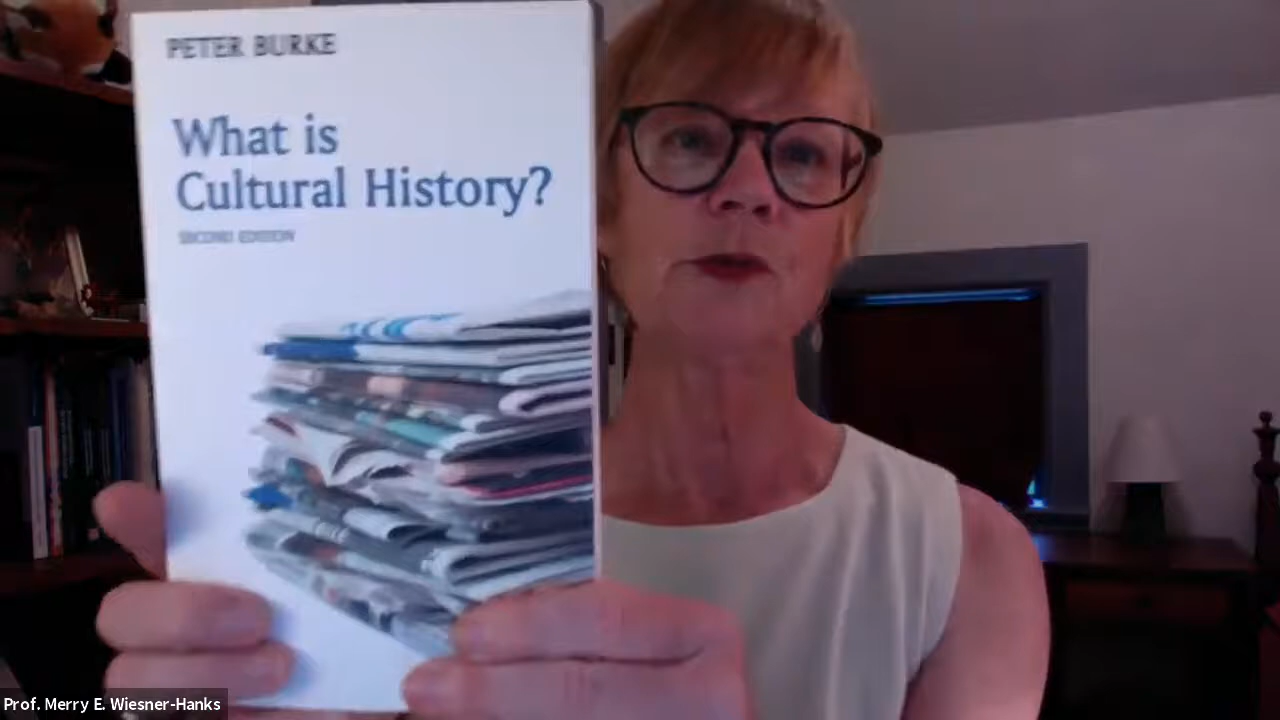 PETER BURKE
What is
Cultural History?
SECOND EDITION
Prof. Merry E. Wiesner-Hanks